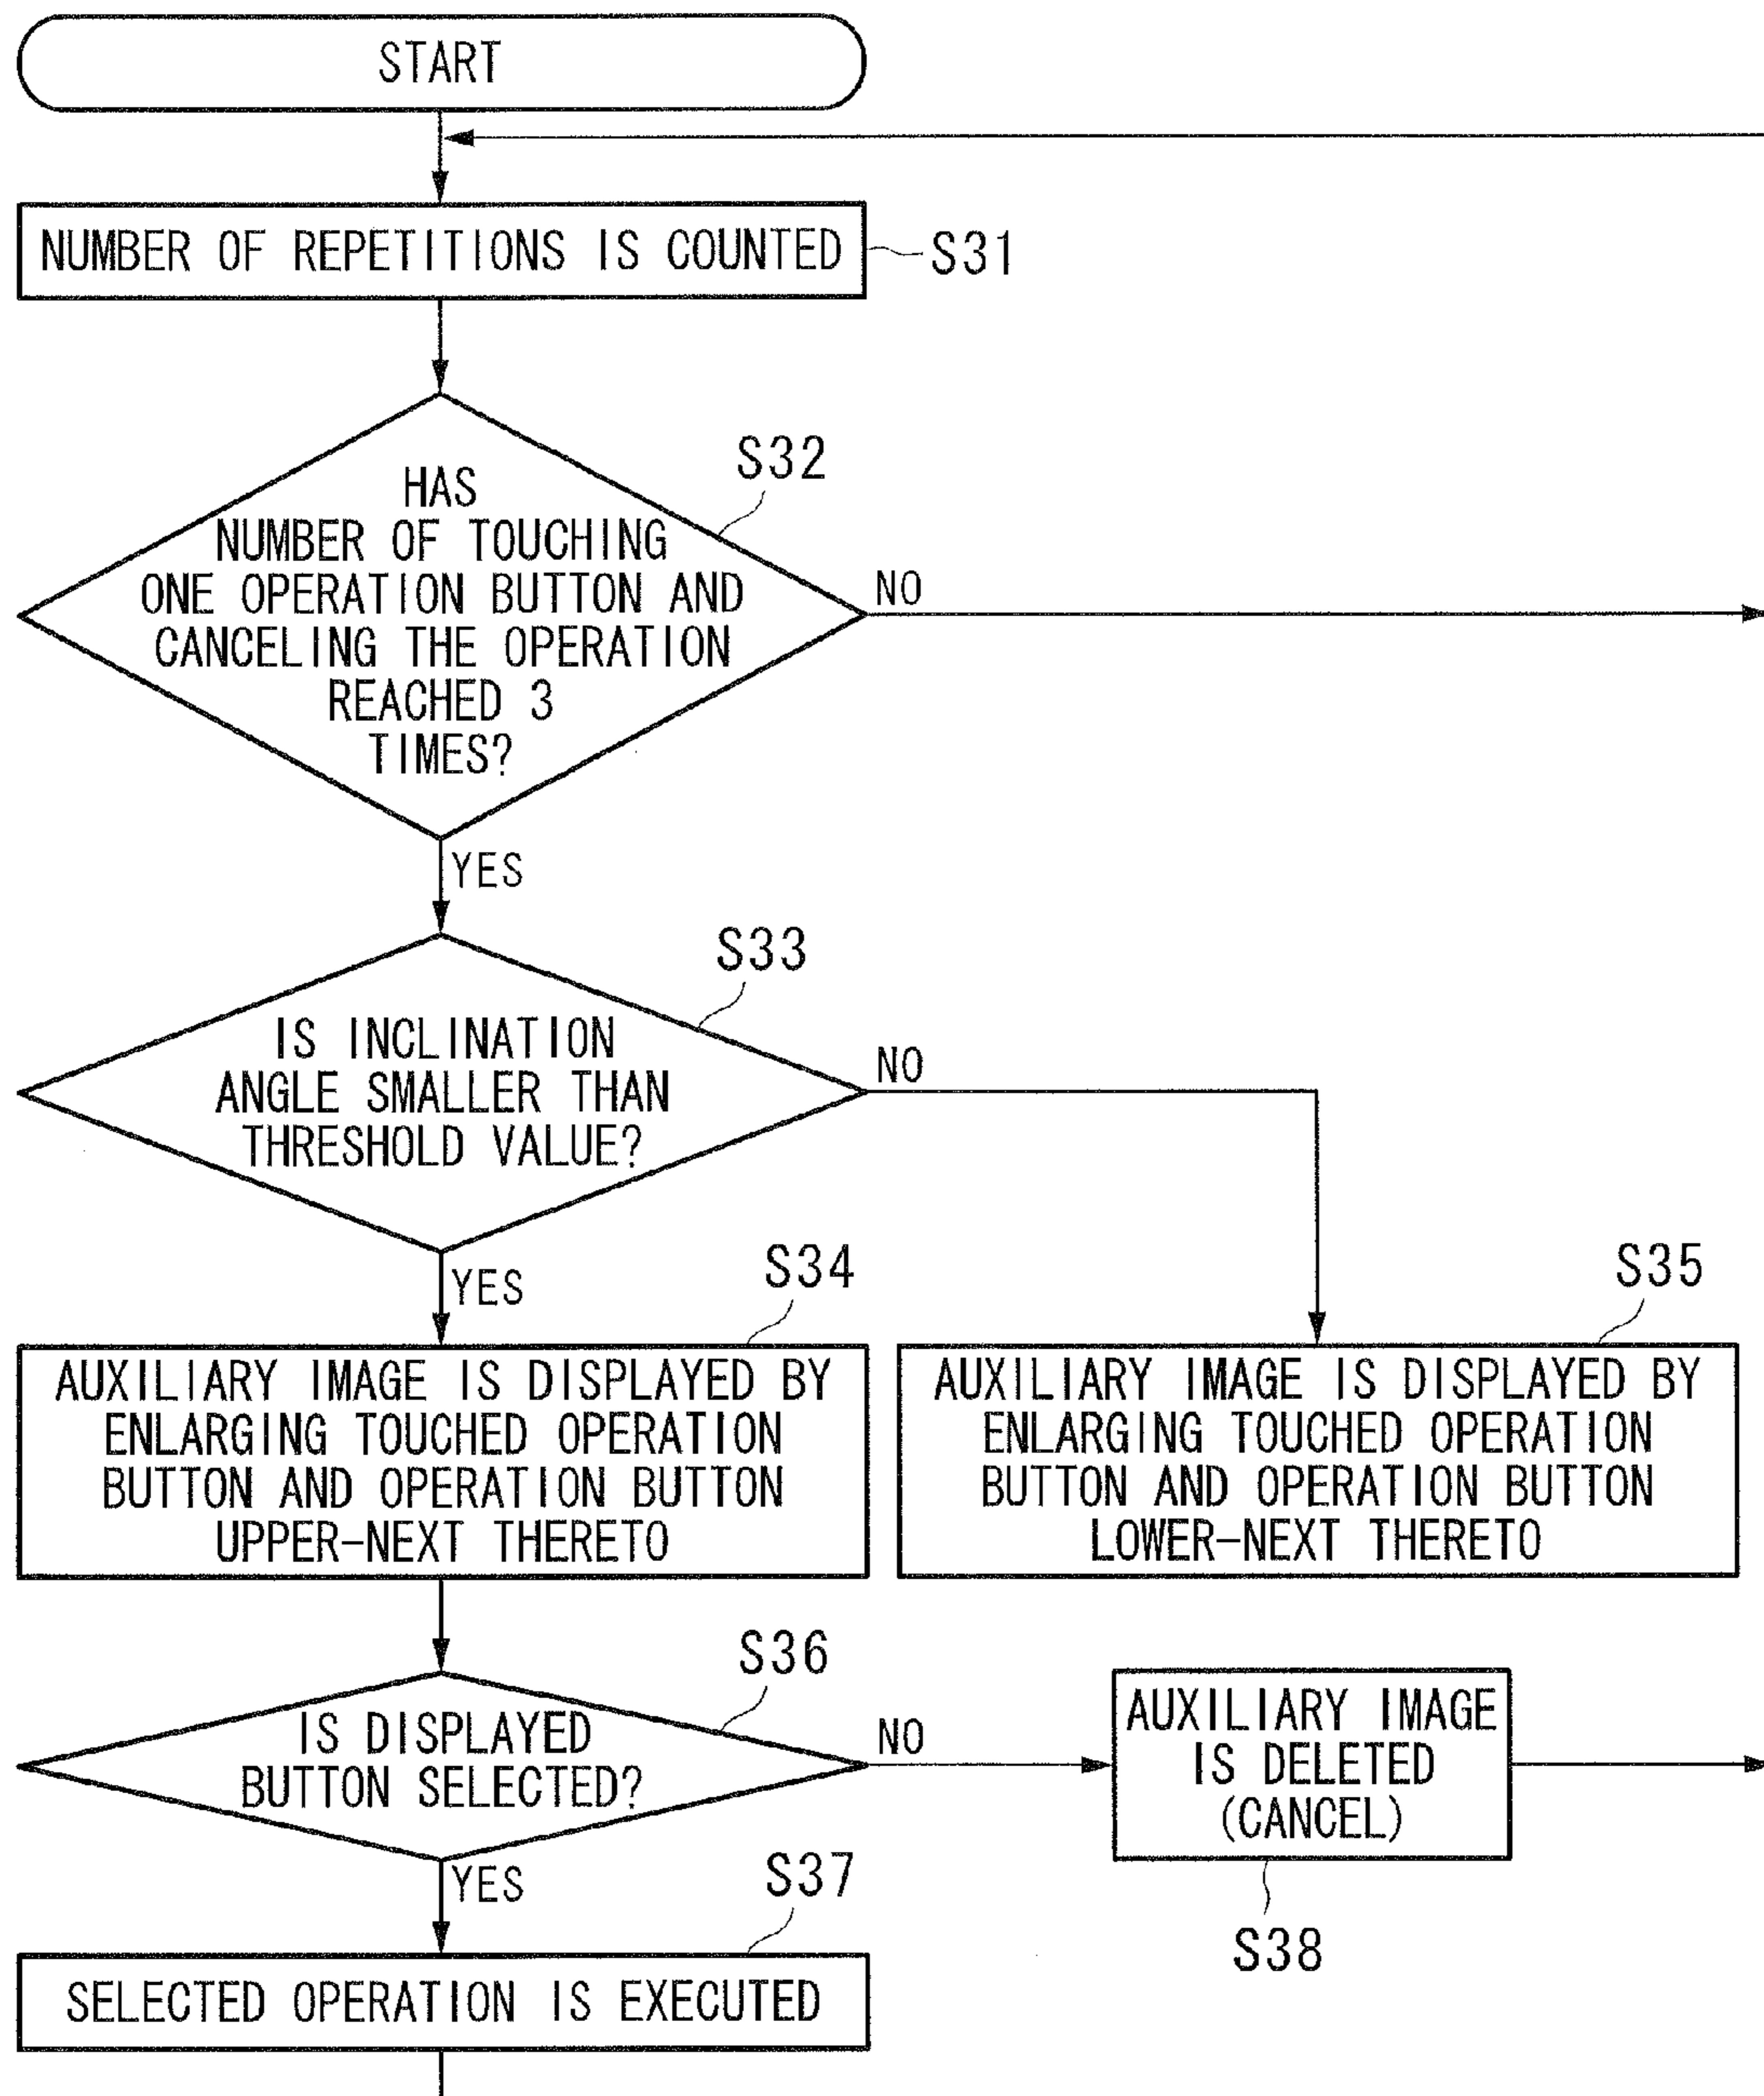 START
NUMBER OF REPETITIONS IS COUNTED
S31
S32
HAS
NUMBER OF TOUCHING
ONE OPERATION BUTTON AND
CANCELING THE OPERATION
REACHED 3
TIMES?
NO
YES
S33
IS INCLINATION
ANGLE SMALLER THAN
THRESHOLD VALUE?
NO
YES
S34
AUXILIARY IMAGE IS DISPLAYED BY
ENLARGING TOUCHED OPERATION
BUTTON AND OPERATION BUTTON
UPPER-NEXT THERETO
S35
AUXILIARY IMAGE IS DISPLAYED BY
ENLARGING TOUCHED OPERATION
BUTTON AND OPERATION BUTTON
LOWER-NEXT THERETO
S36
IS DISPLAYED
BUTTON SELECTED?
NO
AUXILIARY IMAGE
IS DELETED
(CANCEL)
S38
YES
S37
SELECTED OPERATION IS EXECUTED